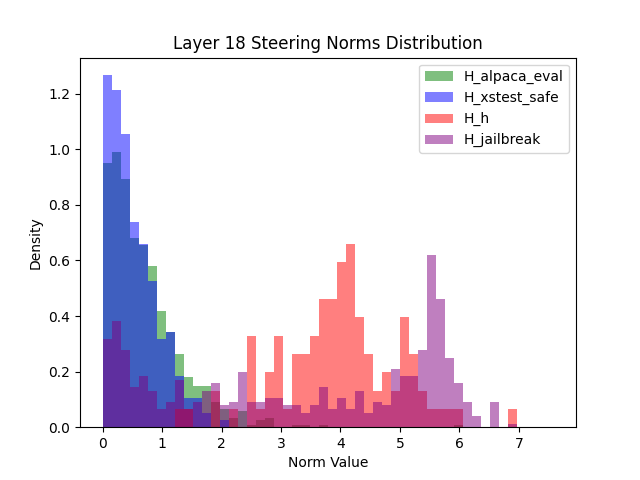 Layer 18 Steering Norms Distribution
H_alpaca_eval
H_xstest_safe
H_h
H_jailbreak
Density
1.2
1.0
0.8
0.6
0.4
0.2
0.0
0 1 2 3 4 5 6 7
Norm Value